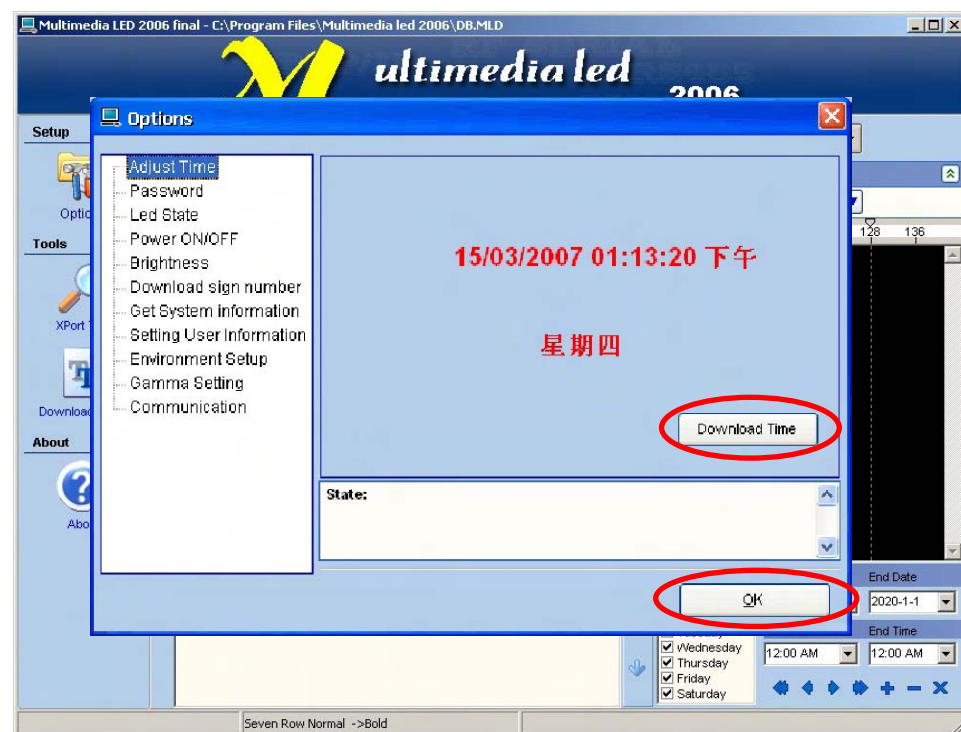 Multimedia LED 2006 final - C:\Program Files\Multimedia led 2006\DB.MLD
Multimedia led
2006
Options
Setup
Tools
XPort
Download
About
Adjust Time
Password
Led State
Power ON/OFF
Brightness
Download sign number
Get System information
Setting User Information
Environment Setup
Gamma Setting
Communication
15/03/2007 01:13:20 下午
星期四
Download Time
State:
OK
128 136
End Date
2020-1-1
End Time
12:00 AM
12:00 AM
Wednesday
Thursday
Friday
Saturday
Seven Row Normal ->Bold